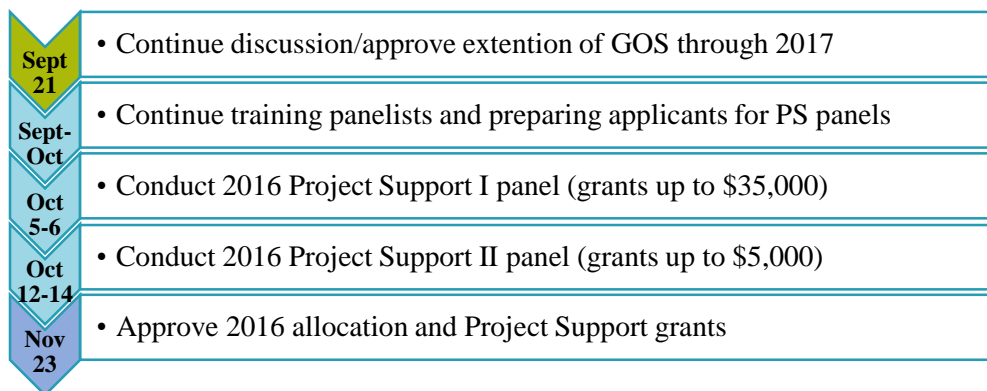 Sept
21
• Continue discussion/approve extention of GOS through 2017
Sept-
Oct
• Continue training panelists and preparing applicants for PS panels
Oct
5-6
• Conduct 2016 Project Support I panel (grants up to $35,000)
Oct
12-14
• Conduct 2016 Project Support II panel (grants up to $5,000)
Nov
23
• Approve 2016 allocation and Project Support grants